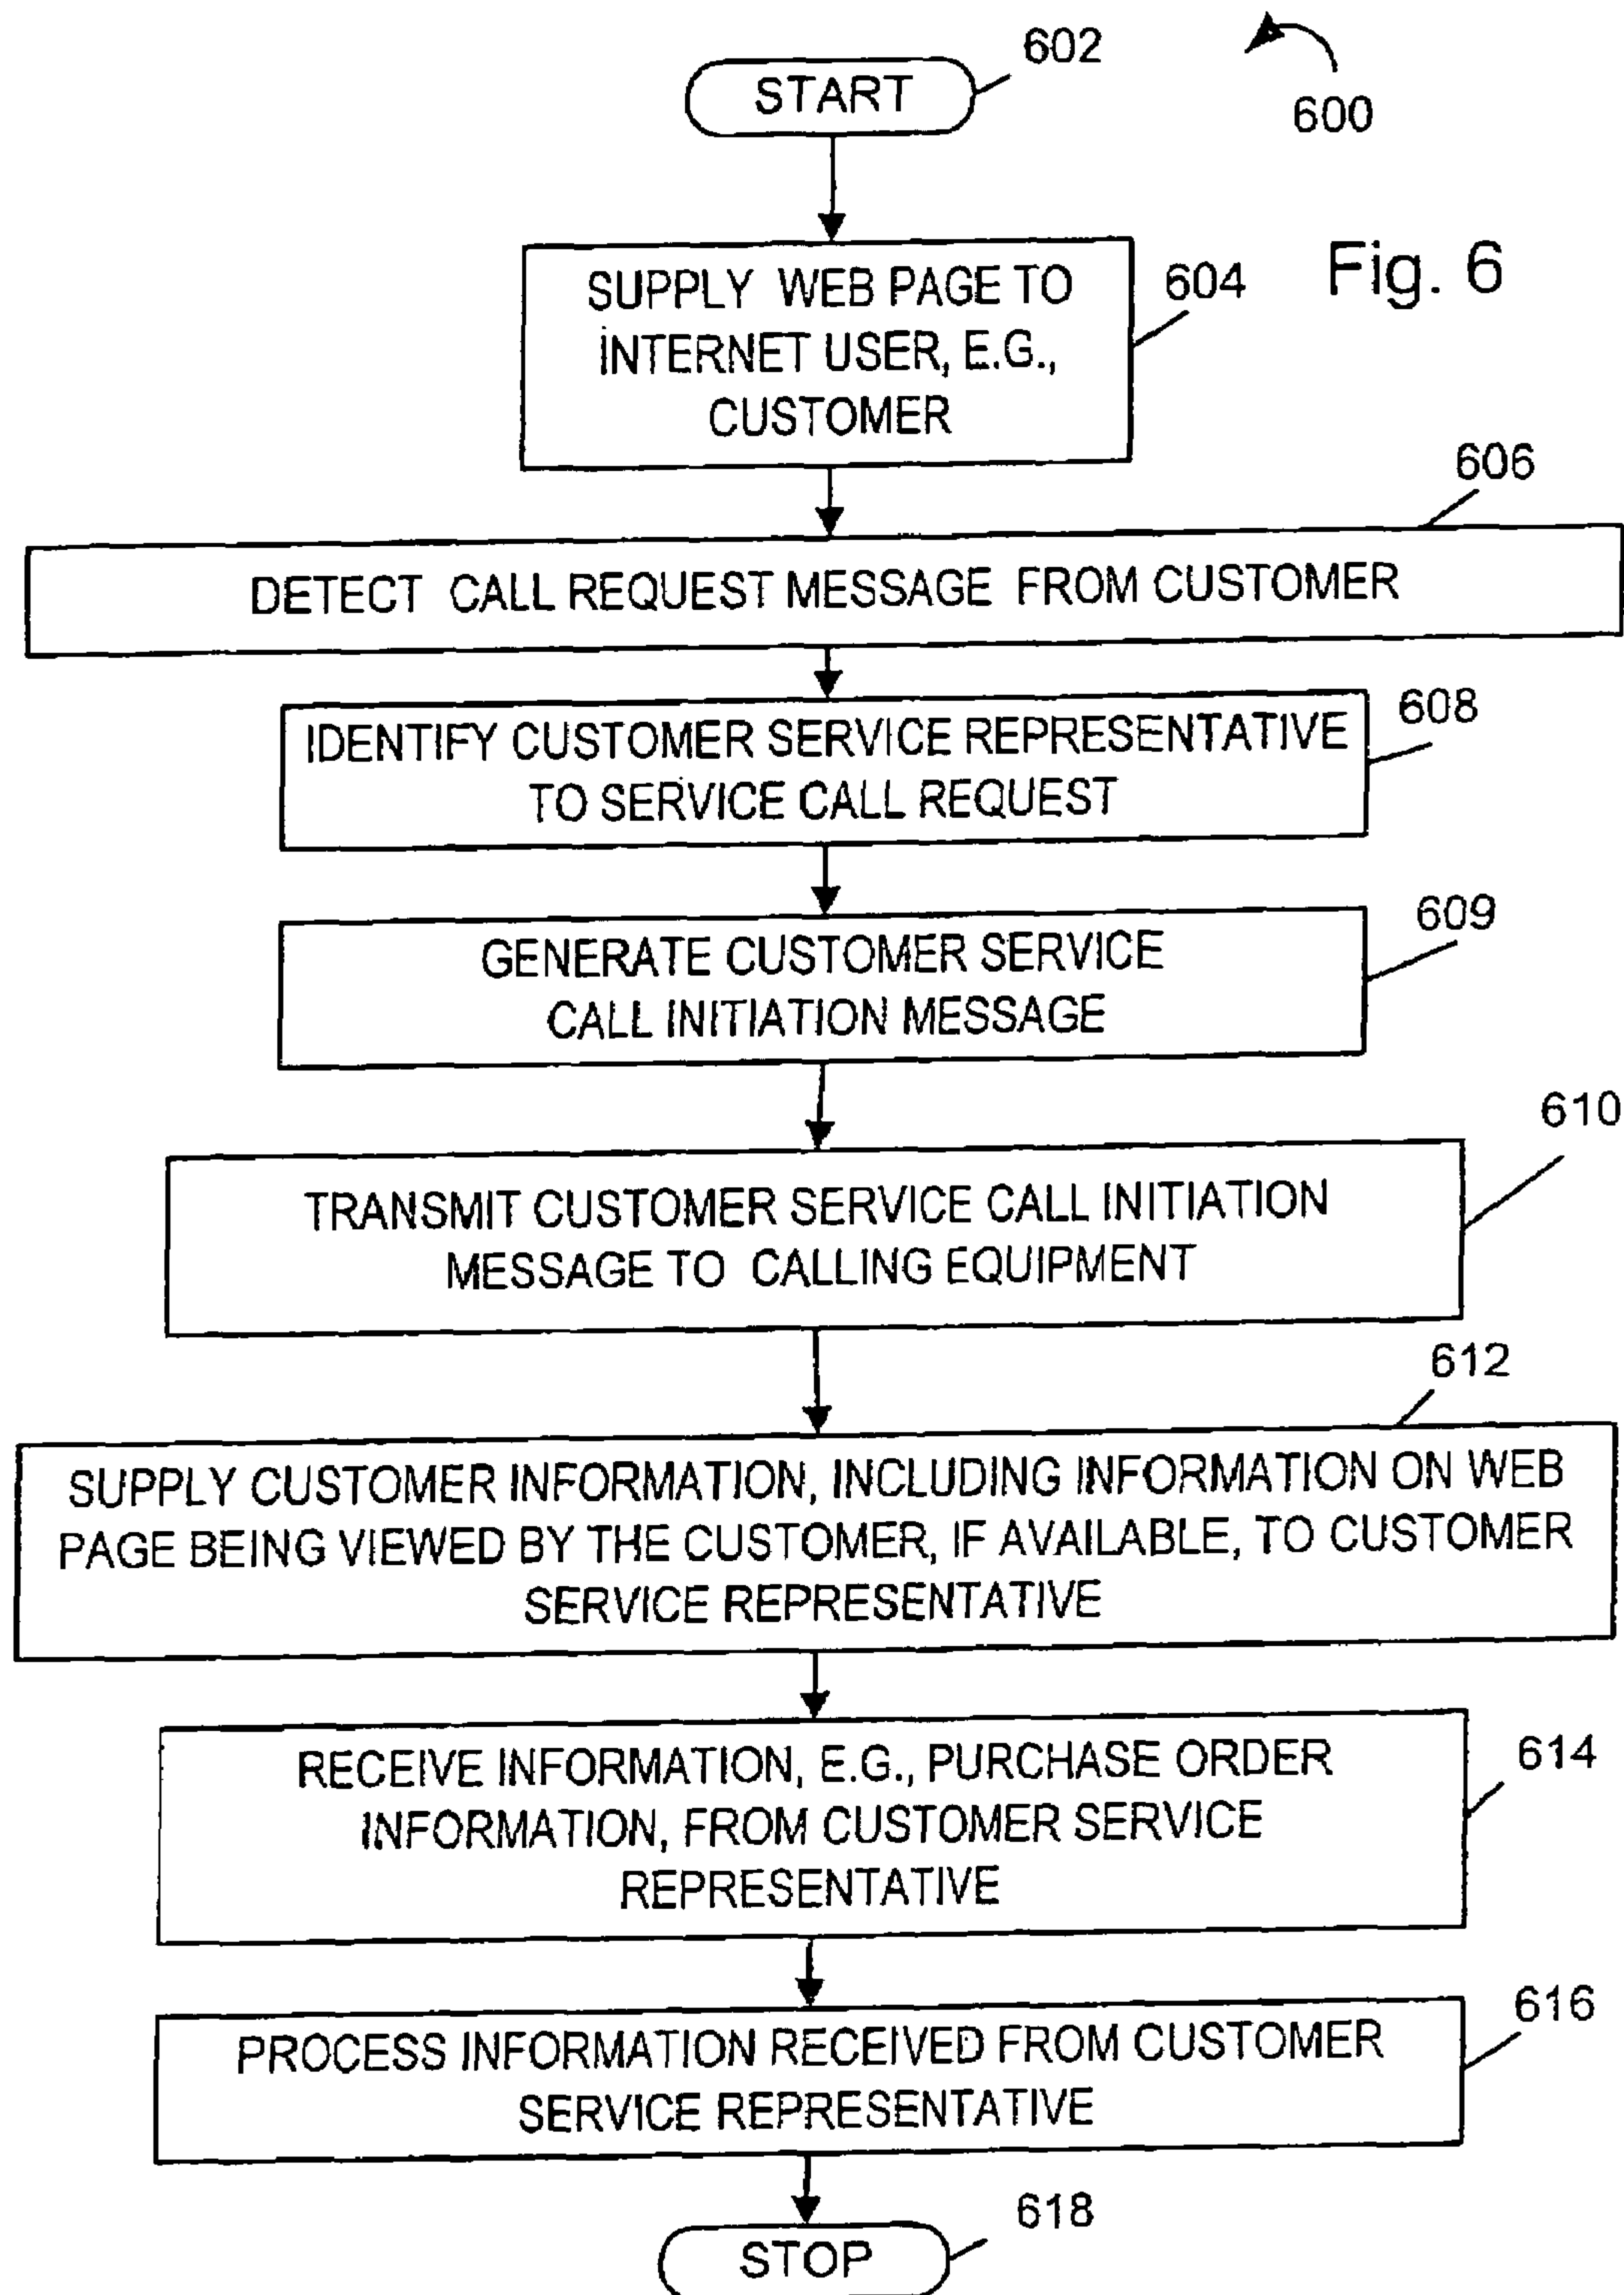 602
START
600
Fig. 6
SUPPLY WEB PAGE TO
INTERNET USER, E.G.,
CUSTOMER
604
606
DETECT CALL REQUEST MESSAGE FROM CUSTOMER
608
IDENTIFY CUSTOMER SERVICE REPRESENTATIVE
TO SERVICE CALL REQUEST
609
GENERATE CUSTOMER SERVICE
CALL INITIATION MESSAGE
610
TRANSMIT CUSTOMER SERVICE CALL INITIATION
MESSAGE TO CALLING EQUIPMENT
612
SUPPLY CUSTOMER INFORMATION, INCLUDING INFORMATION ON WEB
PAGE BEING VIEWED BY THE CUSTOMER, IF AVAILABLE, TO CUSTOMER
SERVICE REPRESENTATIVE
614
RECEIVE INFORMATION, E.G., PURCHASE ORDER
INFORMATION, FROM CUSTOMER SERVICE
REPRESENTATIVE
616
PROCESS INFORMATION RECEIVED FROM CUSTOMER
SERVICE REPRESENTATIVE
618
STOP